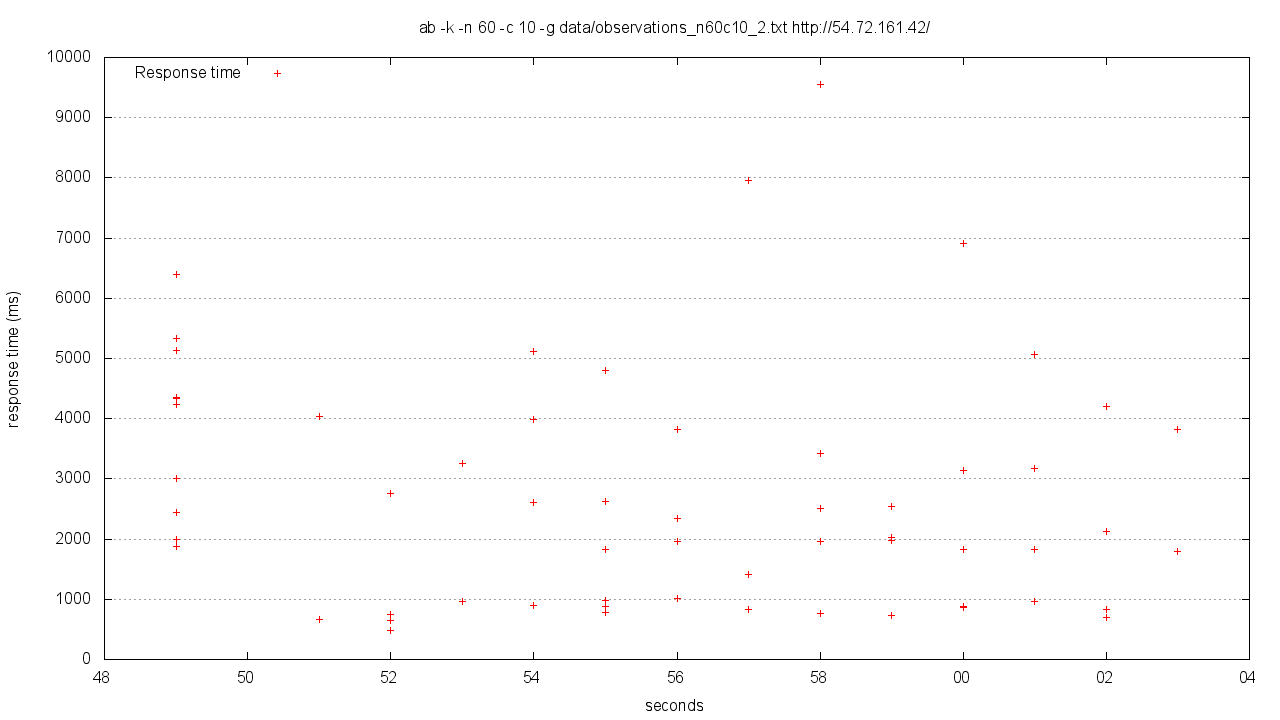 ab -k -n 60 -c 10 -g data/observations_n60c10_2.txt http://54.72.161.42/
10000
Response time
9000
8000
7000
6000
5000
4000
3000
2000
1000
0
response time (ms)
48 50 52 54 56 58 00 02 04
seconds